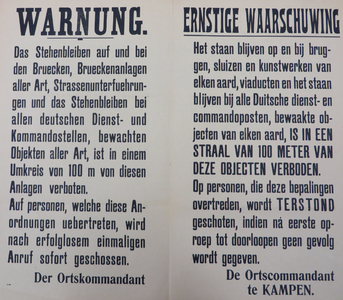 WARNUNG.
Das Stehenbleiben auf und bei
den Bruecken, Brueckenanlagen
aller Art, Strassenunterfuehrun-
gen und das Stehenbleiben bei
allen deutschen Dienst- und
Kommandostellen, bewachten
Objekten aller Art, ist in einem
Umkreis von 100 m von diesen
Anlagen verboten.
Auf personen, welche diese An-
ordnungen uebertreten, wird
nach erfolglosem einmaligen
Anruf sofort geschossen.
Der Ortskommandant
ERNSTIGE WAARSCHUWING
Het staan blijven op en bij brug-
gen, sluizen en kunstwerken van
elken aard, viaducten en het staan
blijven bij alle Duitsche dienst- en
commandoposten, bewaakte ob-
jecten van elken aard, IS IN EEN
STRAAL VAN 100 METER VAN
DEZE OBJECTEN VERBODEN.
Op personen, die deze bepalingen
overtreden, wordt TERSTOND
geschoten, indien ná eerste op-
roep tot doorloopen geen gevolg
wordt gegeven.
De Ortscommandant
te KAMPEN.